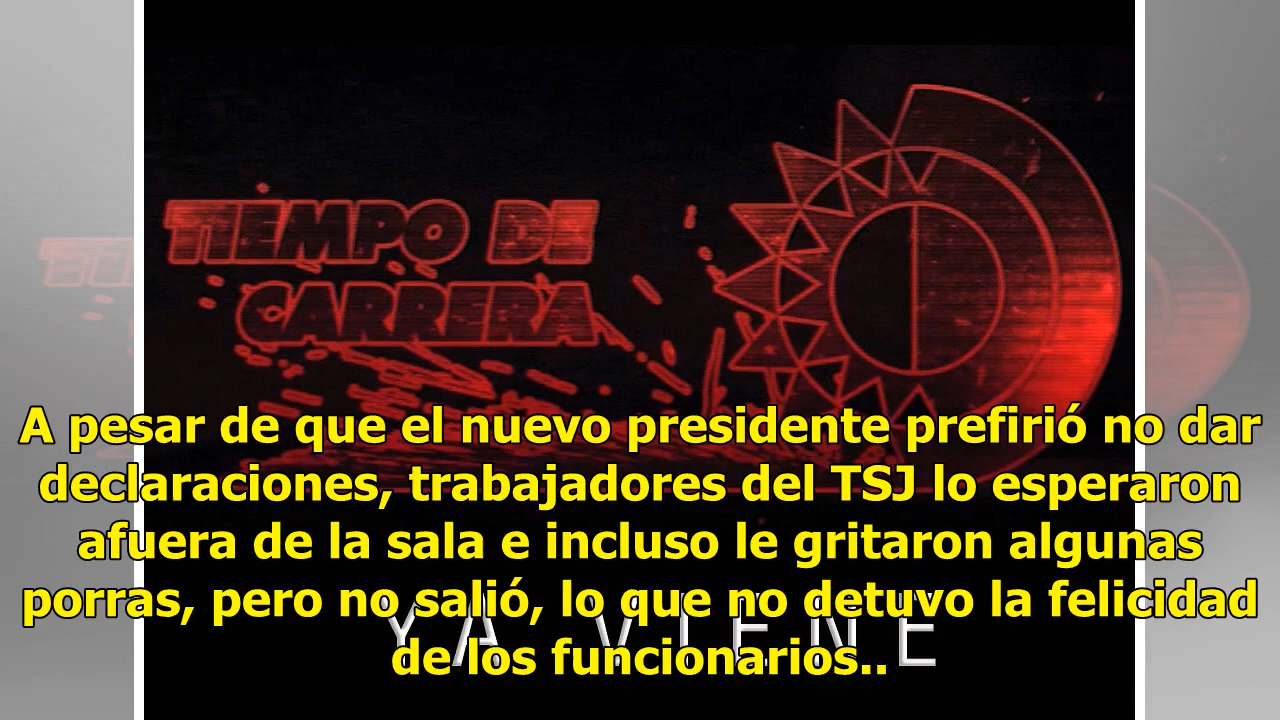 TIEMPO DE
CARRERA
A pesar de que el nuevo presidente prefirió no dar
declaraciones, trabajadores del TSJ lo esperaron
afuera de la sala e incluso le gritaron algunas
porras, pero no salió, lo que no detuvo la felicidad
YA VIENE
de los funcionarios..